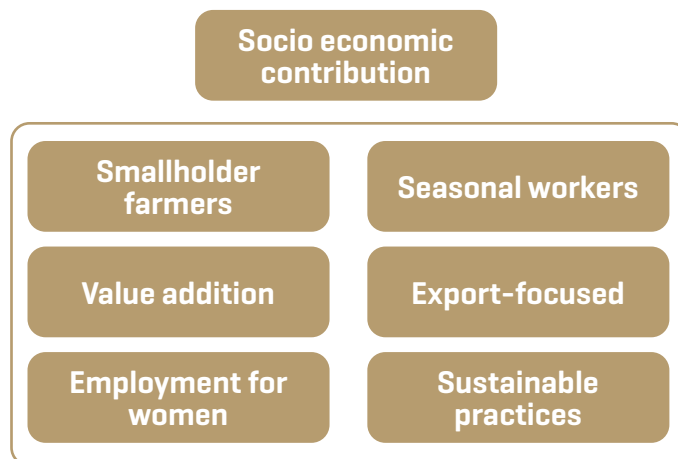 Socio economic
contribution
Smallholder
farmers
Seasonal workers
Value addition
Export-focused
Employment for
women
Sustainable
practices